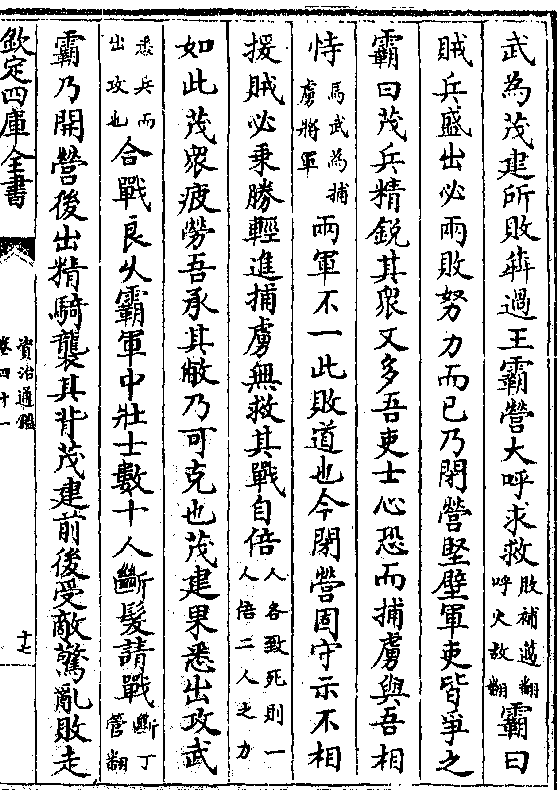 武為茂建所敗犇過王霸營大呼求救敗補邁翻呼火故翻霸曰
賊兵盛出必兩敗努力而已乃閉營堅壁軍吏皆爭之
霸曰茂兵精銳其衆又多吾吏士心恐而捕虜與吾相
恃馬武為捕虜將軍兩軍不一此敗道也今閉營固守示不相
援賊必乗勝輕進捕虜無救其戰自倍人各致死則一人倍二人之力
如此茂衆疲勞吾承其敝乃可克也茂建果悉出攻武
悉兵而出攻也合戰良乆霸軍中壯士數十人斷髮請戰斷丁管翻
霸乃開營後出精騎襲其背茂建前後受敵驚亂敗走
欽定四庫全書
資治通鑑
卷四十一
十七